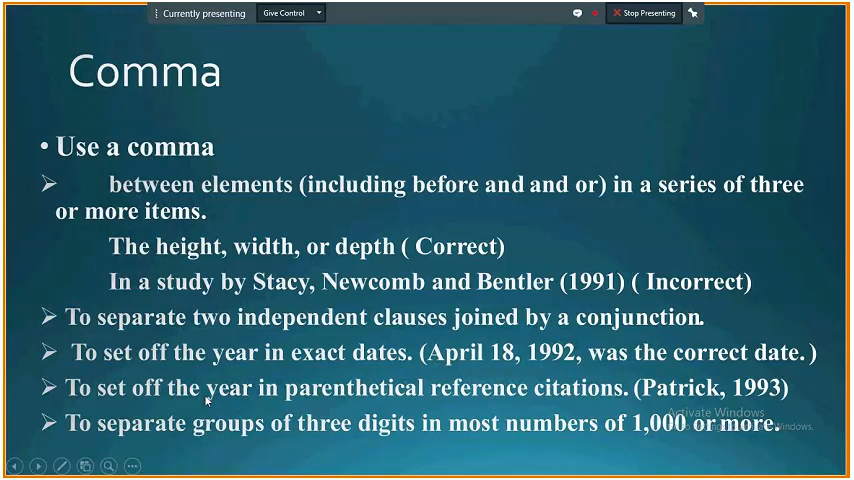 Currently presenting
Give Control
Stop Presenting
Comma
• Use a comma
➢ between elements (including before and and or) in a series of three
or more items.
The height, width, or depth ( Correct)
In a study by Stacy, Newcomb and Bentler (1991) ( Incorrect)
➢ To separate two independent clauses joined by a conjunction.
➢ To set off the year in exact dates. (April 18, 1992, was the correct date. )
➢ To set off the year in parenthetical reference citations. (Patrick, 1993)
Activate Windows
➢ To separate groups of three digits in most numbers of 1,000 or more.